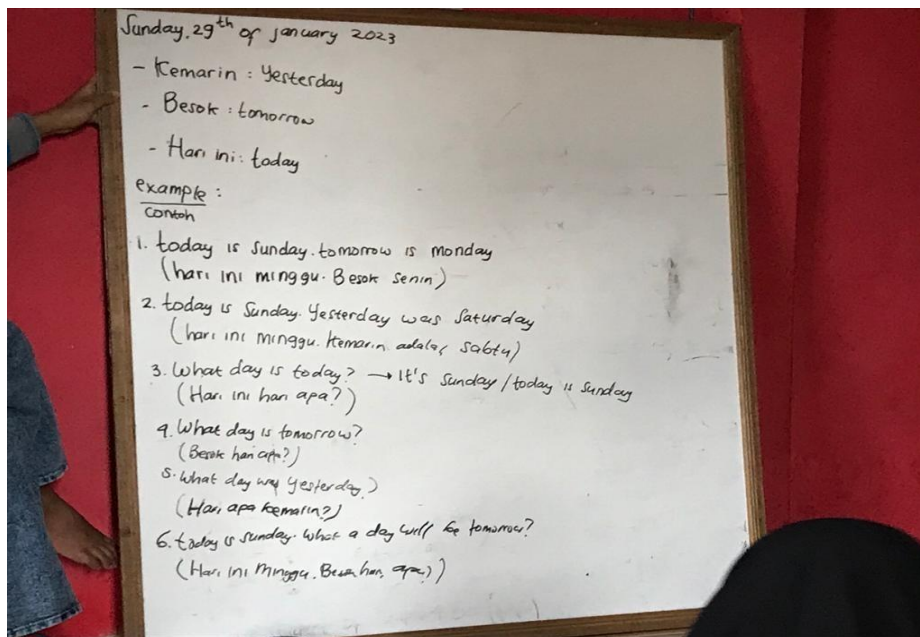 Sunday, 29th of january 2023
- Kemarin : Yesterday
- Besok : tomorrow
- Hari ini : today
example :
contoh
1. today is Sunday. tomorrow is monday
(hari ini minggu. Besok senin)
2. today is Sunday. Yesterday was Saturday
(hari ini minggu. Kemarin adalah sabtu)
3. What day is today? → It's Sunday / today is Sunday
(Hari ini hari apa?)
4. What day is tomorrow?
(Besok hari apa?)
5. What day was yesterday?
(Hari apa kemarin?)
6. today is sunday. What a day will be tomorrow?
(Hari ini Minggu. Besok hari apa?)